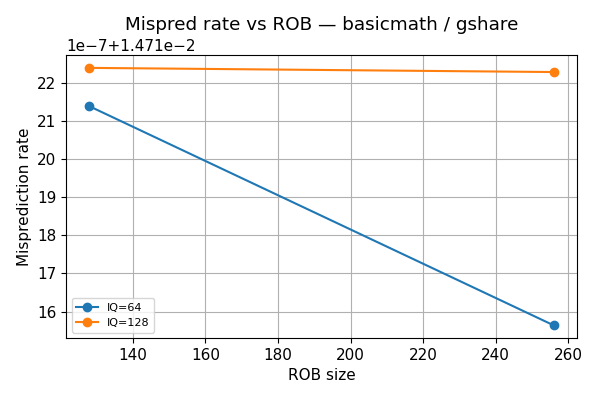 Mispred rate vs ROB — basicmath / gshare
1e−7+1.471e−2
22
21
20
19
18
17
16
Misprediction rate
IQ=64
IQ=128
140 160 180 200 220 240 260
ROB size